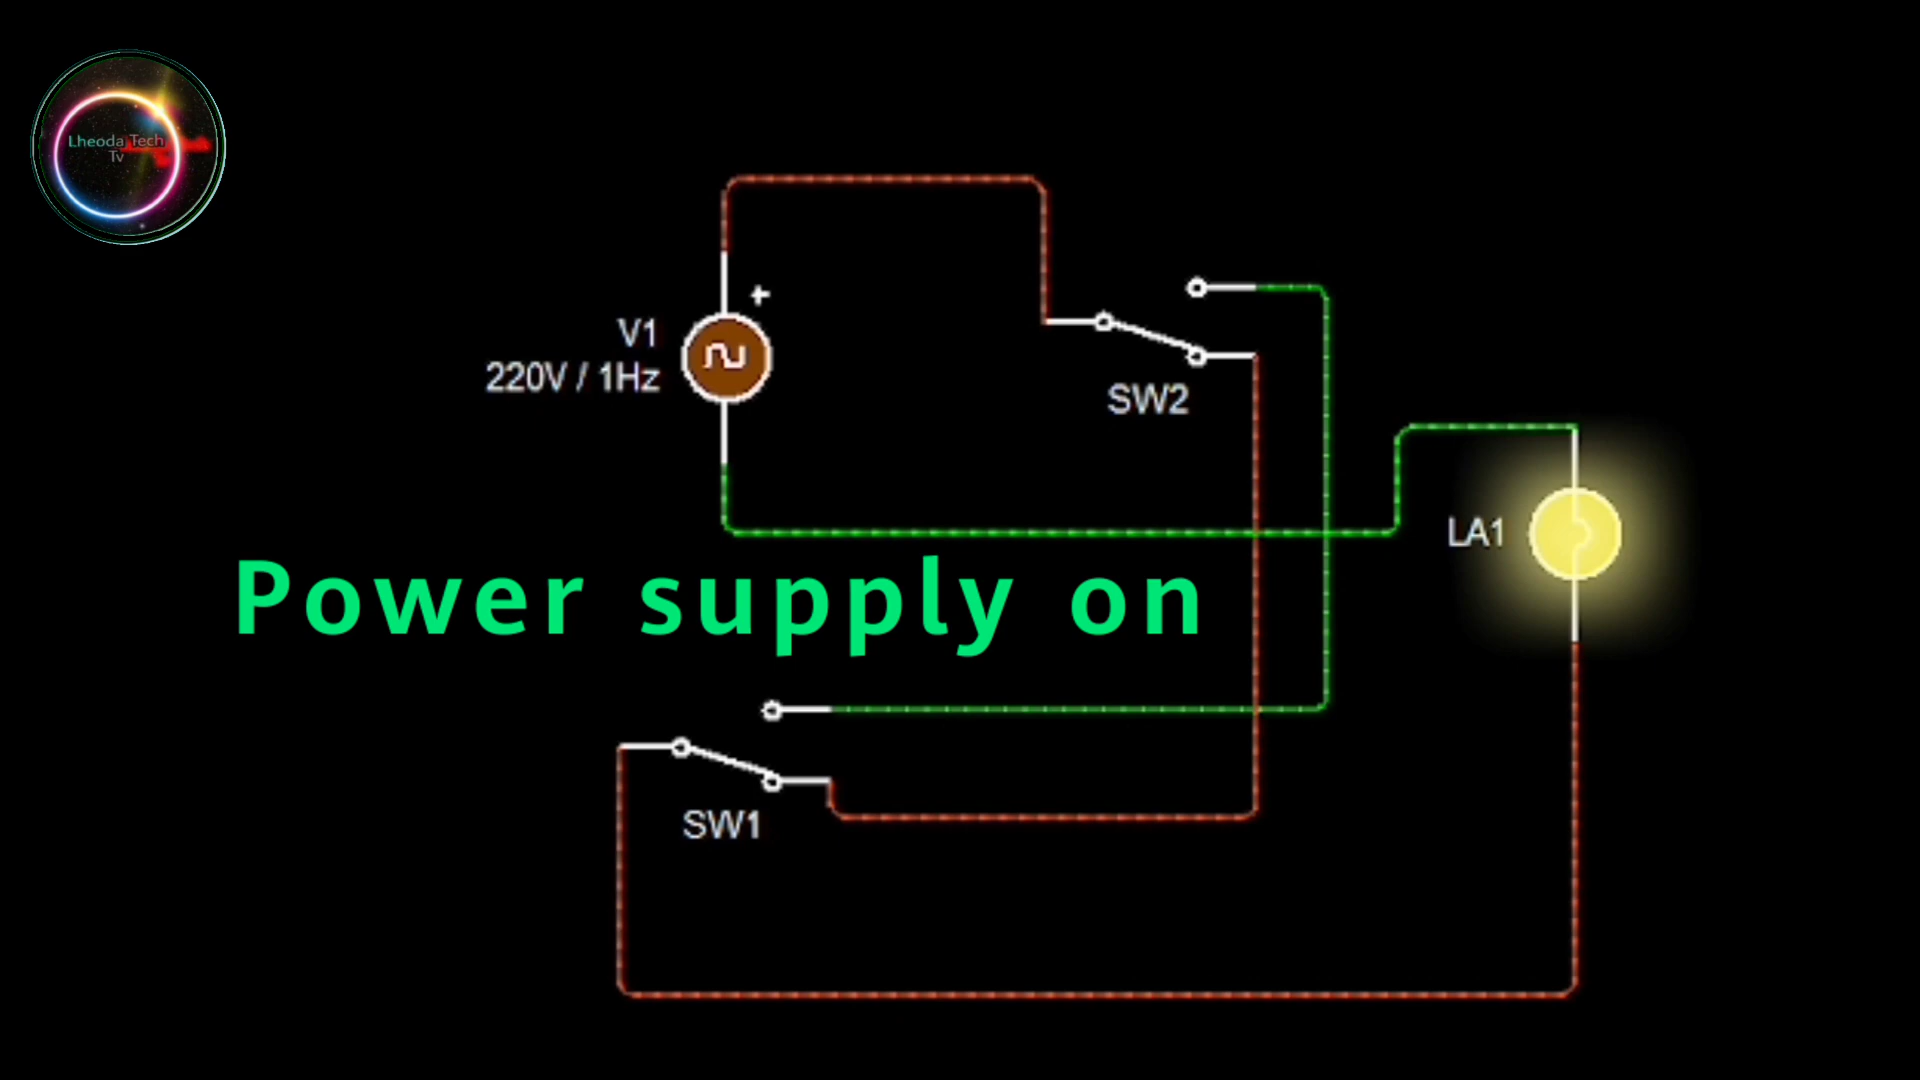 Lheoda Tech
Tv
+
V1
220V / 1Hz
SW2
LA1
Power supply on
SW1